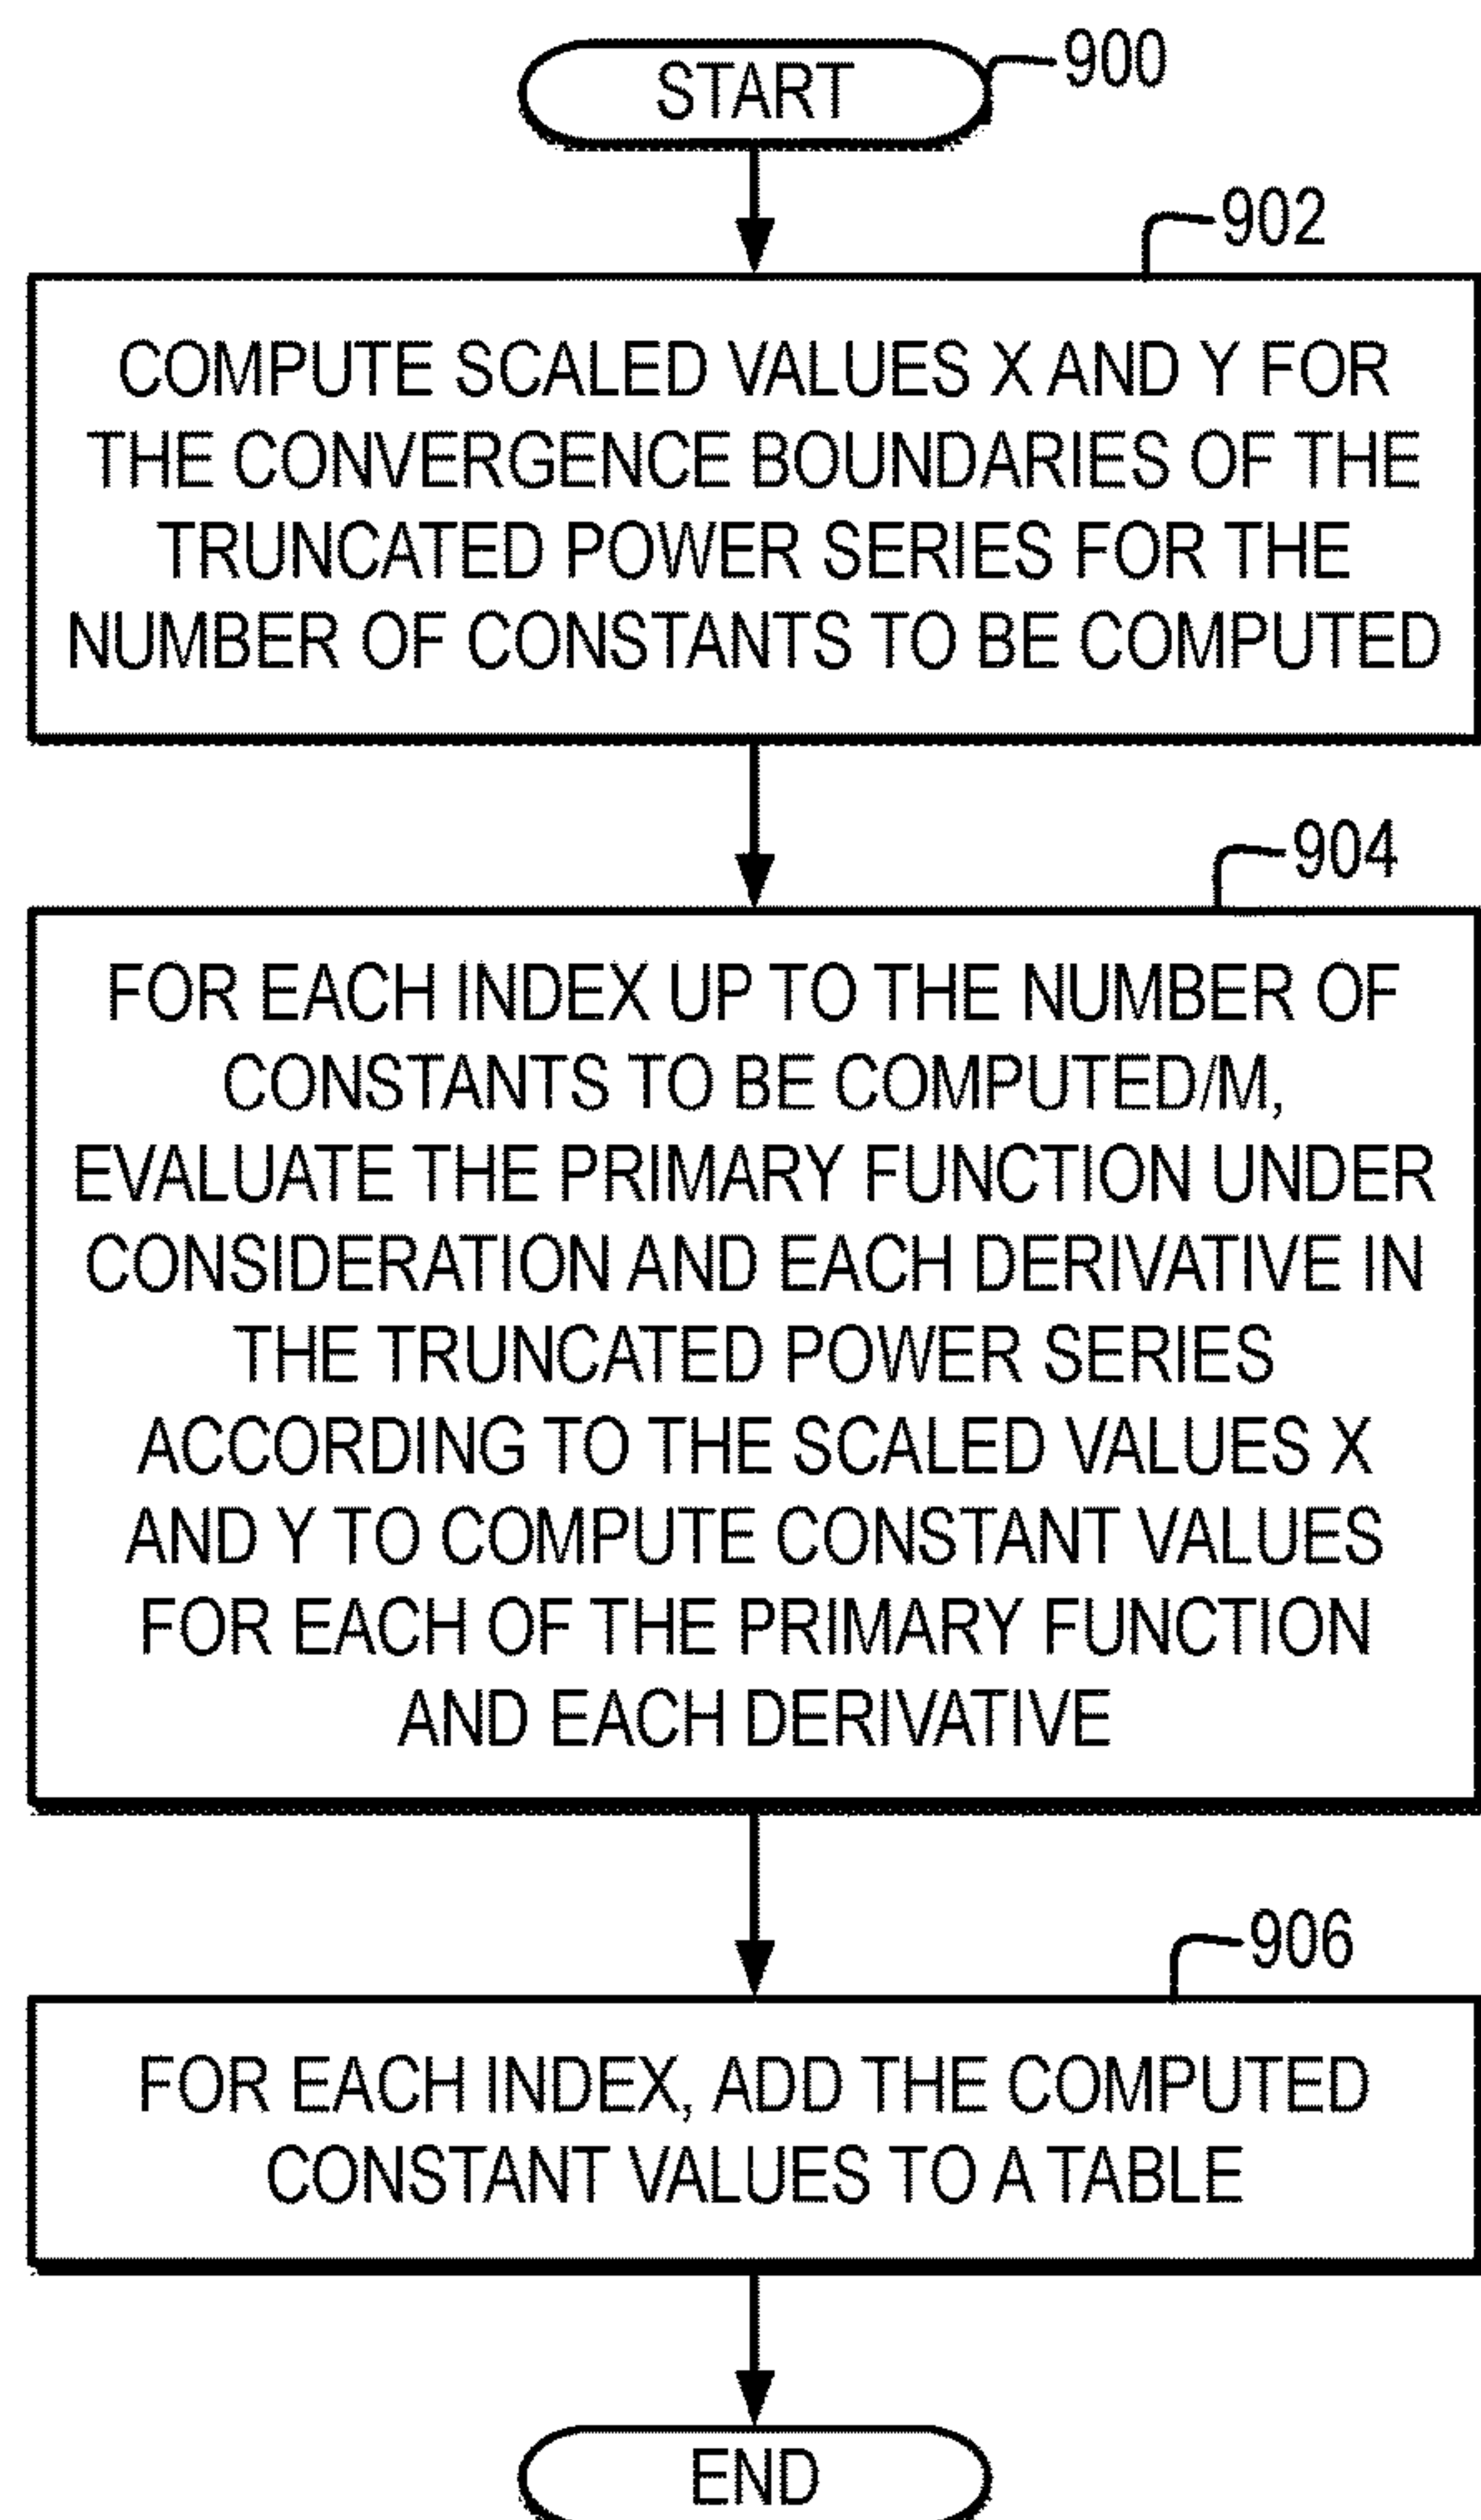 START
900
902
COMPUTE SCALED VALUES X AND Y FOR
THE CONVERGENCE BOUNDARIES OF THE
TRUNCATED POWER SERIES FOR THE
NUMBER OF CONSTANTS TO BE COMPUTED
904
FOR EACH INDEX UP TO THE NUMBER OF
CONSTANTS TO BE COMPUTED/M,
EVALUATE THE PRIMARY FUNCTION UNDER
CONSIDERATION AND EACH DERIVATIVE IN
THE TRUNCATED POWER SERIES
ACCORDING TO THE SCALED VALUES X
AND Y TO COMPUTE CONSTANT VALUES
FOR EACH OF THE PRIMARY FUNCTION
AND EACH DERIVATIVE
906
FOR EACH INDEX, ADD THE COMPUTED
CONSTANT VALUES TO A TABLE
END